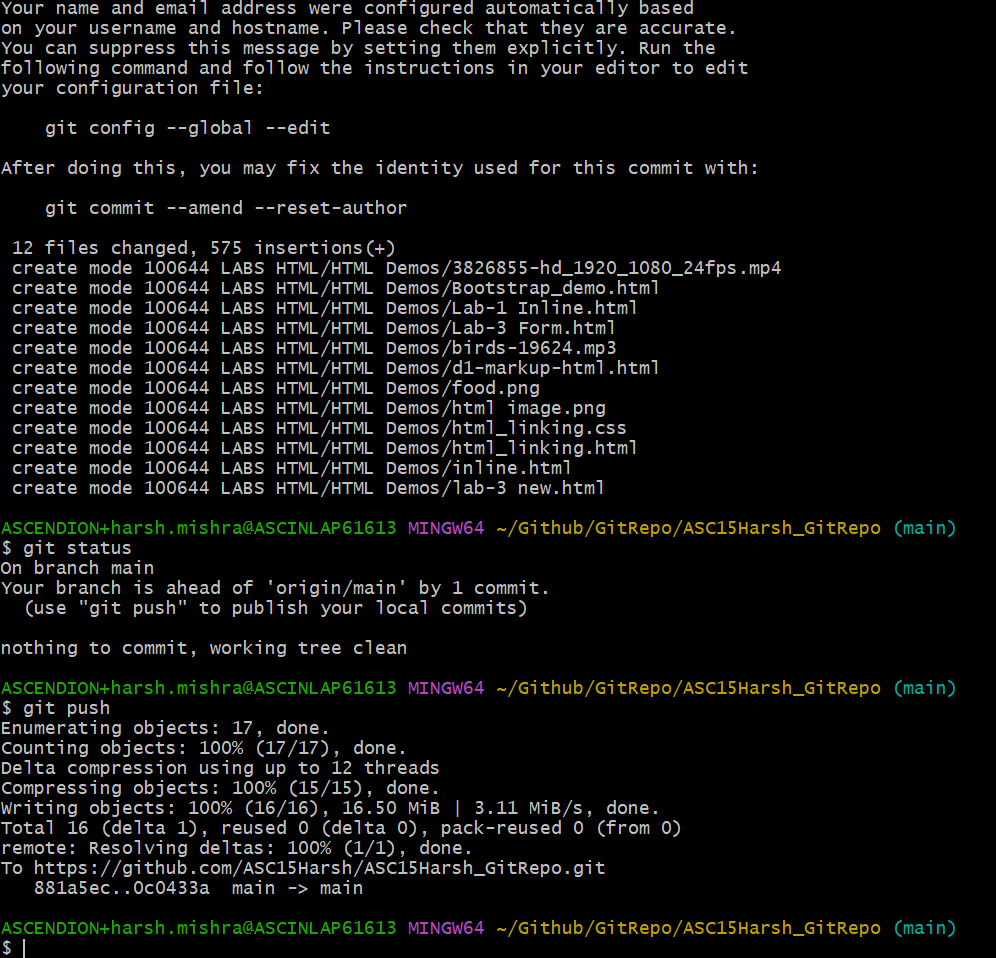 Your name and email address were configured automatically based
on your username and hostname. Please check that they are accurate.
You can suppress this message by setting them explicitly. Run the
following command and follow the instructions in your editor to edit
your configuration file:

    git config --global --edit

After doing this, you may fix the identity used for this commit with:

    git commit --amend --reset-author

 12 files changed, 575 insertions(+)
 create mode 100644 LABS HTML/HTML Demos/3826855-hd_1920_1080_24fps.mp4
 create mode 100644 LABS HTML/HTML Demos/Bootstrap_demo.html
 create mode 100644 LABS HTML/HTML Demos/Lab-1 Inline.html
 create mode 100644 LABS HTML/HTML Demos/Lab-3 Form.html
 create mode 100644 LABS HTML/HTML Demos/birds-19624.mp3
 create mode 100644 LABS HTML/HTML Demos/d1-markup-html.html
 create mode 100644 LABS HTML/HTML Demos/food.png
 create mode 100644 LABS HTML/HTML Demos/html image.png
 create mode 100644 LABS HTML/HTML Demos/html_linking.css
 create mode 100644 LABS HTML/HTML Demos/html_linking.html
 create mode 100644 LABS HTML/HTML Demos/inline.html
 create mode 100644 LABS HTML/HTML Demos/lab-3 new.html

ASCENDION+harsh.mishra@ASCINLAP61613 MINGW64 ~/Github/GitRepo/ASC15Harsh_GitRepo (main)
$ git status
On branch main
Your branch is ahead of 'origin/main' by 1 commit.
  (use "git push" to publish your local commits)

nothing to commit, working tree clean

ASCENDION+harsh.mishra@ASCINLAP61613 MINGW64 ~/Github/GitRepo/ASC15Harsh_GitRepo (main)
$ git push
Enumerating objects: 17, done.
Counting objects: 100% (17/17), done.
Delta compression using up to 12 threads
Compressing objects: 100% (15/15), done.
Writing objects: 100% (16/16), 16.50 MiB | 3.11 MiB/s, done.
Total 16 (delta 1), reused 0 (delta 0), pack-reused 0 (from 0)
remote: Resolving deltas: 100% (1/1), done.
To https://github.com/ASC15Harsh/ASC15Harsh_GitRepo.git
   881a5ec..0c0433a  main -> main

ASCENDION+harsh.mishra@ASCINLAP61613 MINGW64 ~/Github/GitRepo/ASC15Harsh_GitRepo (main)
$